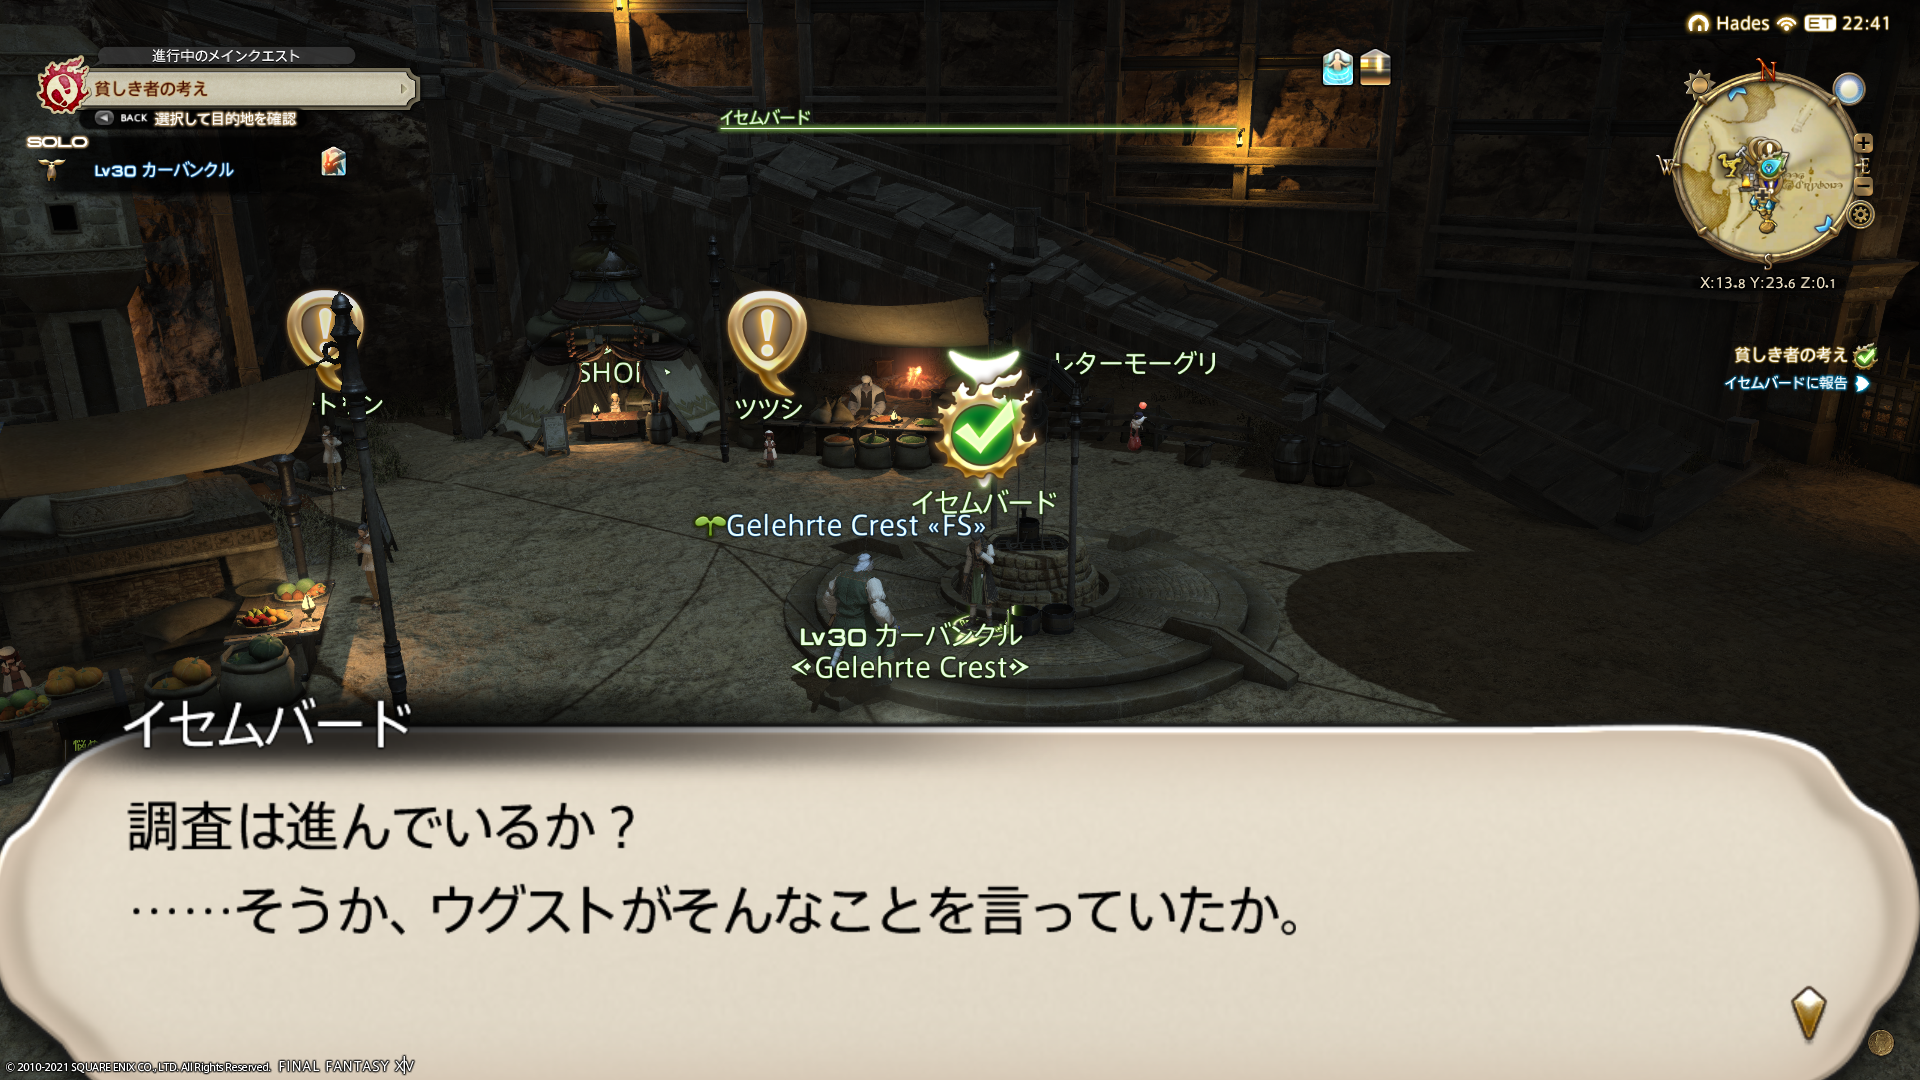 進行中のメインクエスト
貧しき者の考え
BACK 選択して目的地を確認
SOLO
Lv30 カーバンクル
イセムバード
Hades ET 22:41
N
W
E
S
X:13.8 Y:23.6 Z:0.1
貧しき者の考え
イセムバードに報告
SHOP
ツツシ
レターモーグリ
イセムバード
Gelehrte Crest «FS»
Lv30 カーバンクル
Gelehrte Crest
イセムバード
調査は進んでいるか？
……そうか、ウグストがそんなことを言っていたか。
© 2010-2021 SQUARE ENIX CO., LTD. All Rights Reserved. FINAL FANTASY XIV